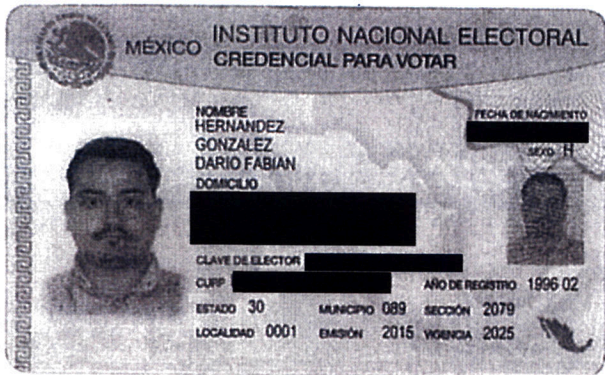 MÉXICO INSTITUTO NACIONAL ELECTORAL
CREDENCIAL PARA VOTAR
NOMBRE
HERNANDEZ
GONZALEZ
DARIO FABIAN
FECHA DE NACIMIENTO
SEXO H
DOMICILIO
CLAVE DE ELECTOR
CURP AÑO DE REGISTRO 1996 02
ESTADO 30 MUNICIPIO 089 SECCIÓN 2079
LOCALIDAD 0001 EMISIÓN 2015 VIGENCIA 2025